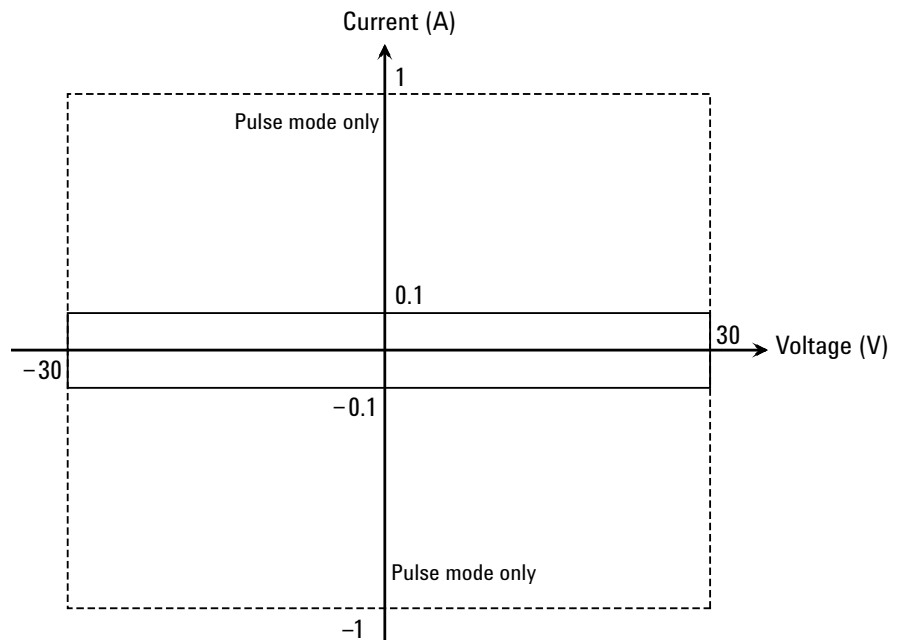 Current (A)
1
Pulse mode only
0.1
30
Voltage (V)
−30
−0.1
Pulse mode only
−1